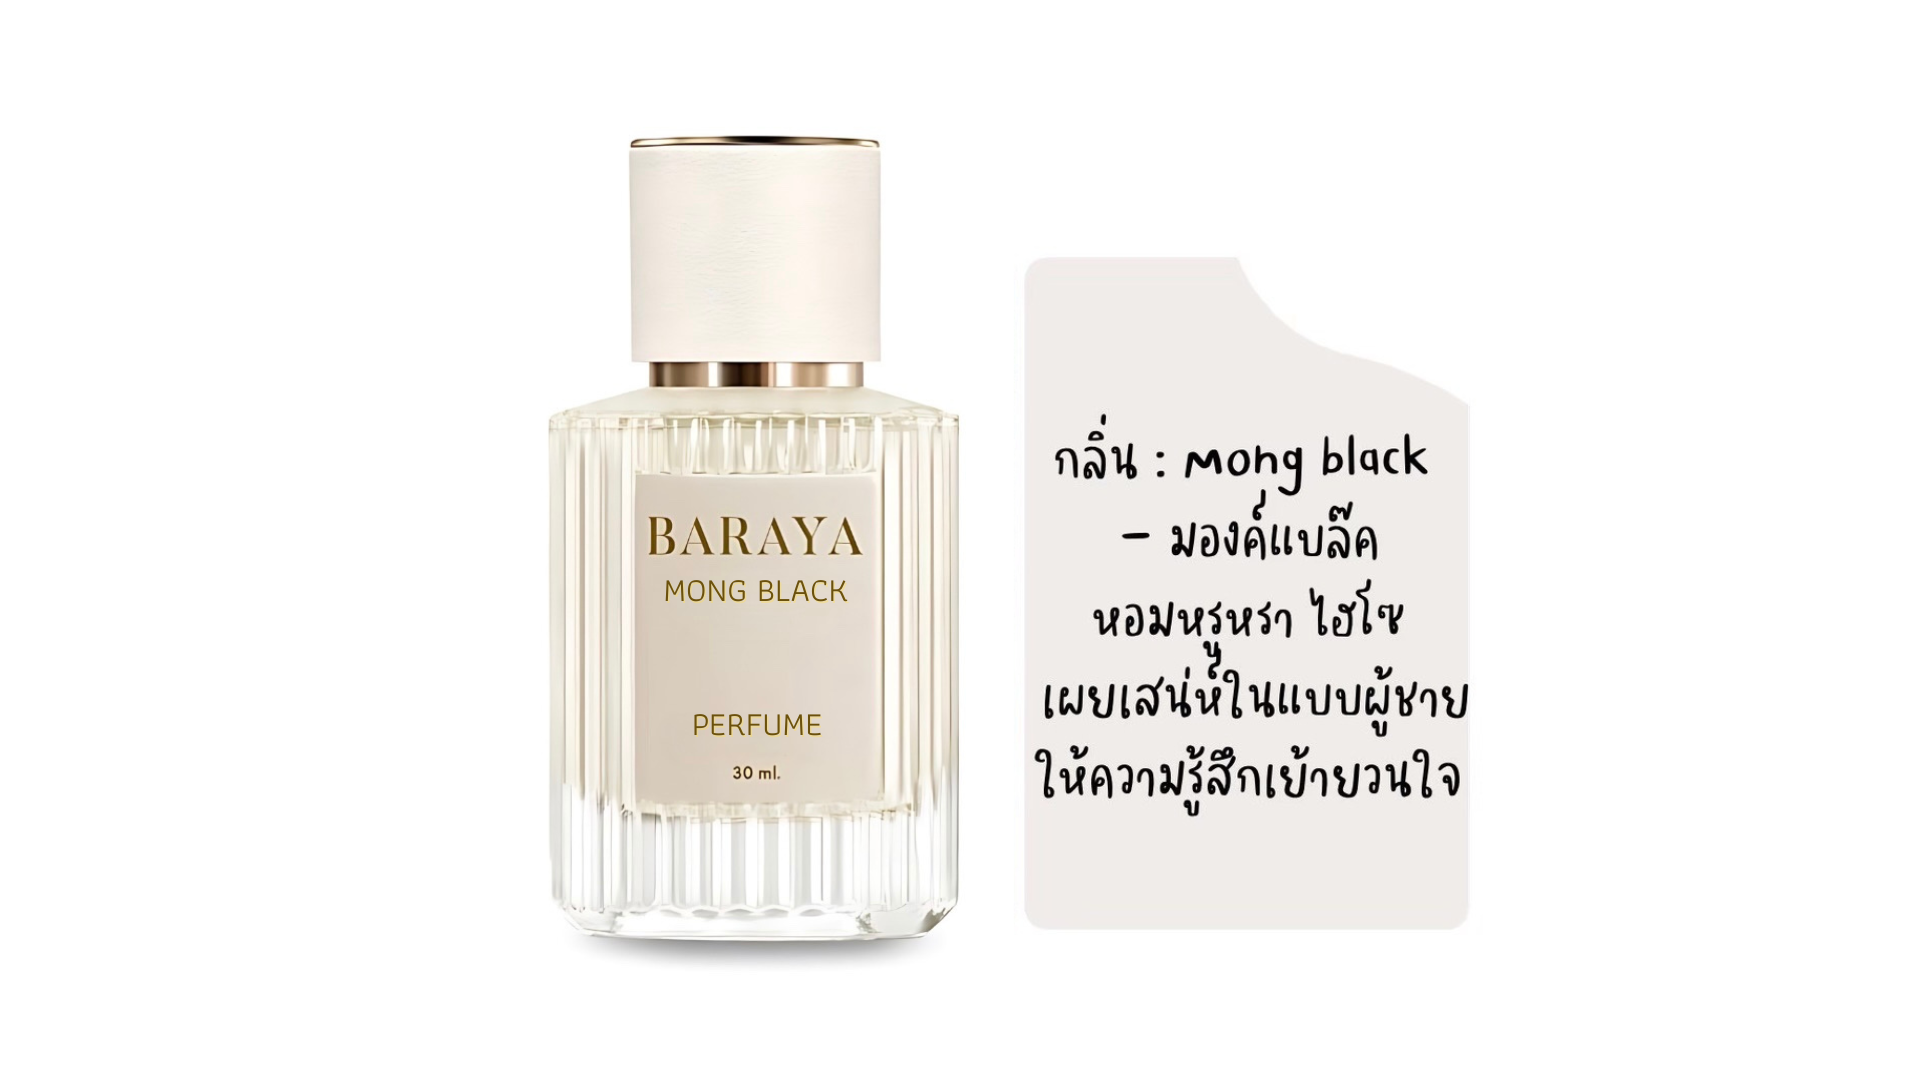 BARAYA
MONG BLACK
PERFUME
30 ml.
กลิ่น : mong black
– มองค์แบล๊ค
หอมหรูหรา ไฮโซ
เผยเสน่ห์ในแบบผู้ชาย
ให้ความรู้สึกเย้ายวนใจ